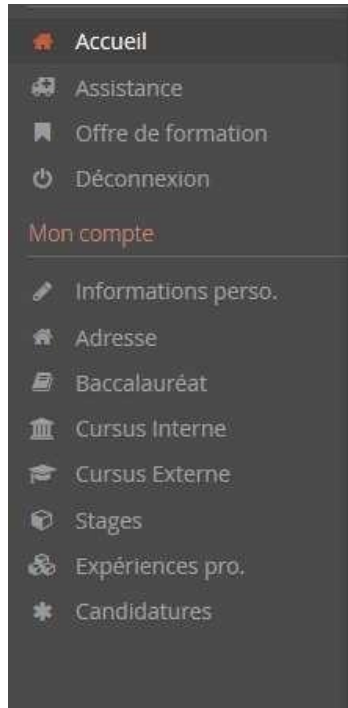 Accueil
Assistance
Offre de formation
Déconnexion
Mon compte
Informations perso.
Adresse
Baccalauréat
Cursus Interne
Cursus Externe
Stages
Expériences pro.
Candidatures